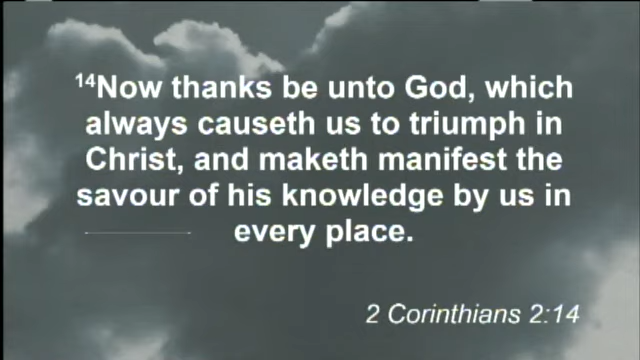 14Now thanks be unto God, which
always causeth us to triumph in
Christ, and maketh manifest the
savour of his knowledge by us in
every place.
2 Corinthians 2:14